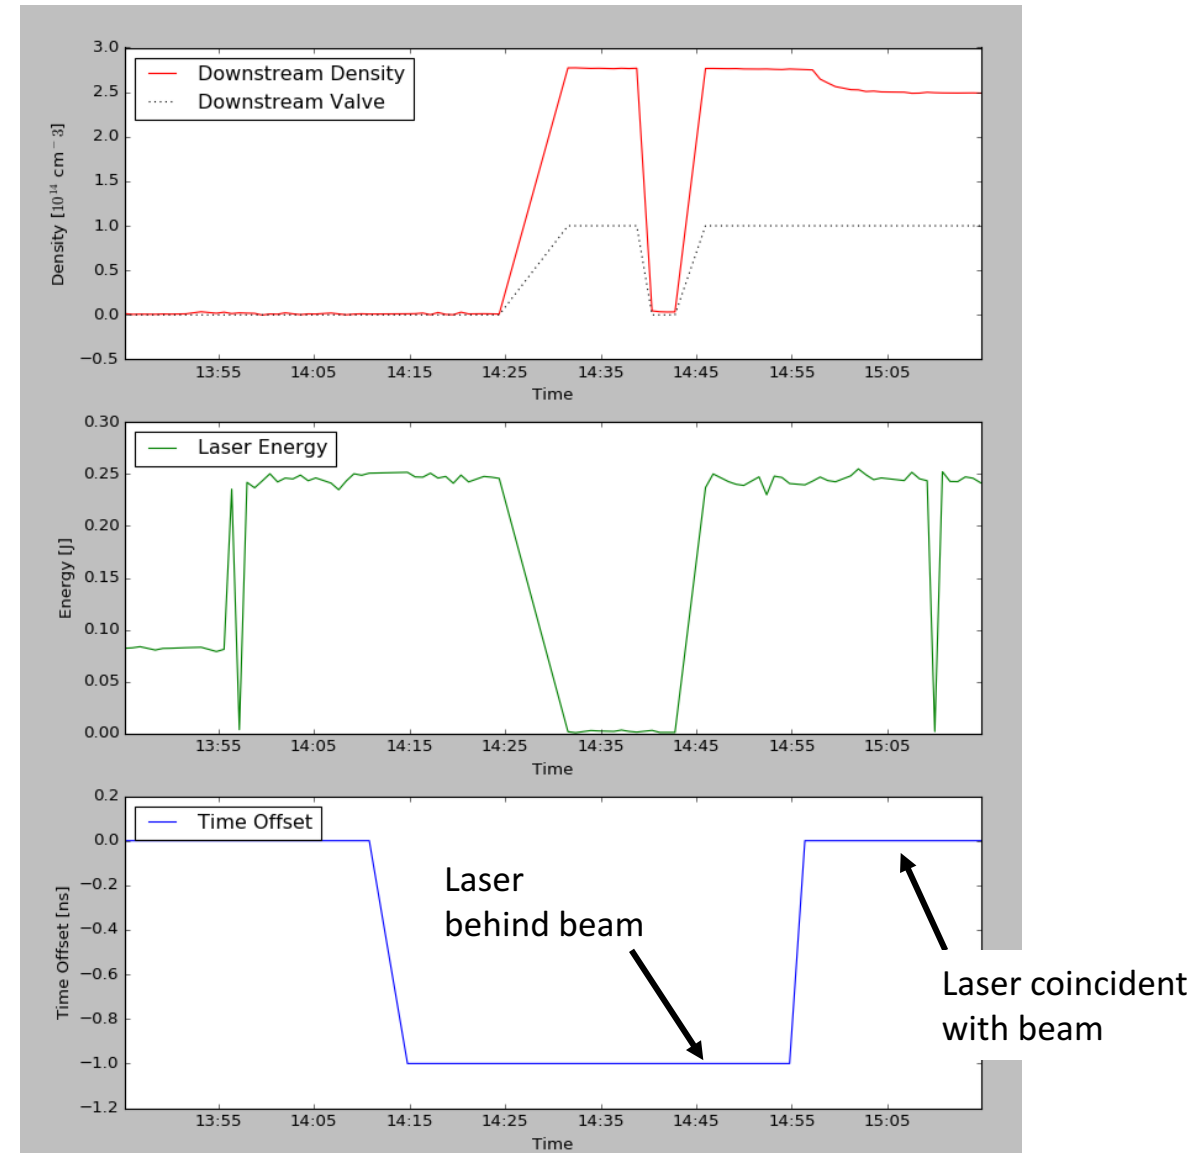 3.0
2.5
2.0
1.5
1.0
0.5
0.0
−0.5
Density [10^14 cm^−3]
Downstream Density
Downstream Valve
13:55 14:05 14:15 14:25 14:35 14:45 14:55 15:05
Time
0.30
0.25
0.20
0.15
0.10
0.05
0.00
Energy [J]
Laser Energy
13:55 14:05 14:15 14:25 14:35 14:45 14:55 15:05
Time
0.2
0.0
−0.2
−0.4
−0.6
−0.8
−1.0
−1.2
Time Offset [ns]
Time Offset
Laser
behind beam
Laser coincident
with beam
13:55 14:05 14:15 14:25 14:35 14:45 14:55 15:05
Time